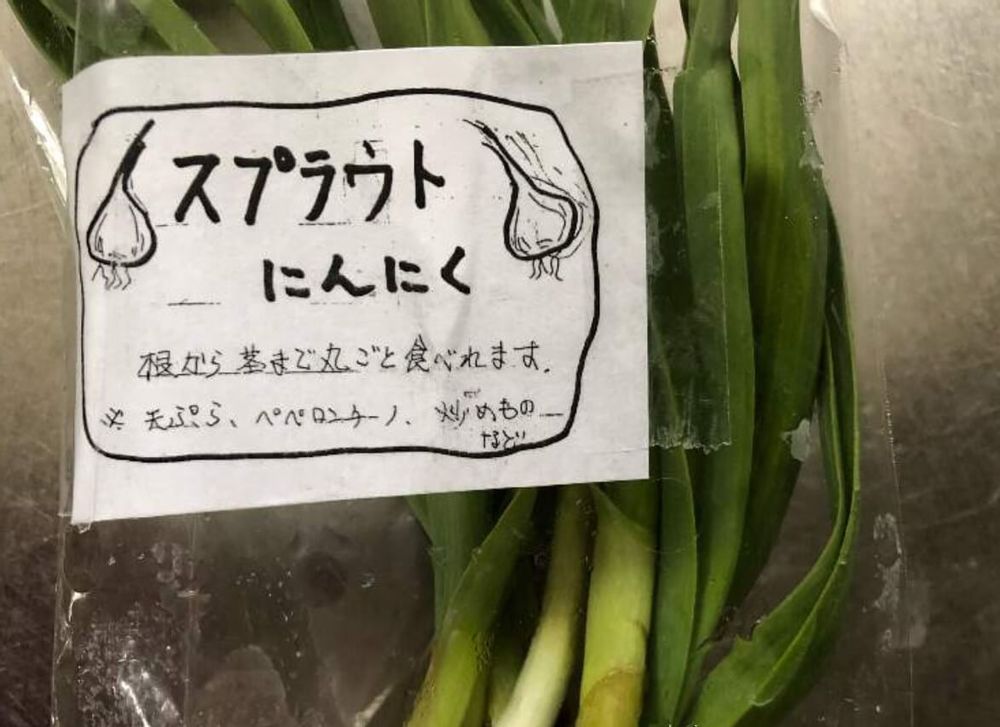 スプラウト
にんにく
根から茎まで丸ごと食べれます。
※ 天ぷら、ペペロンチーノ、炒めもの
など